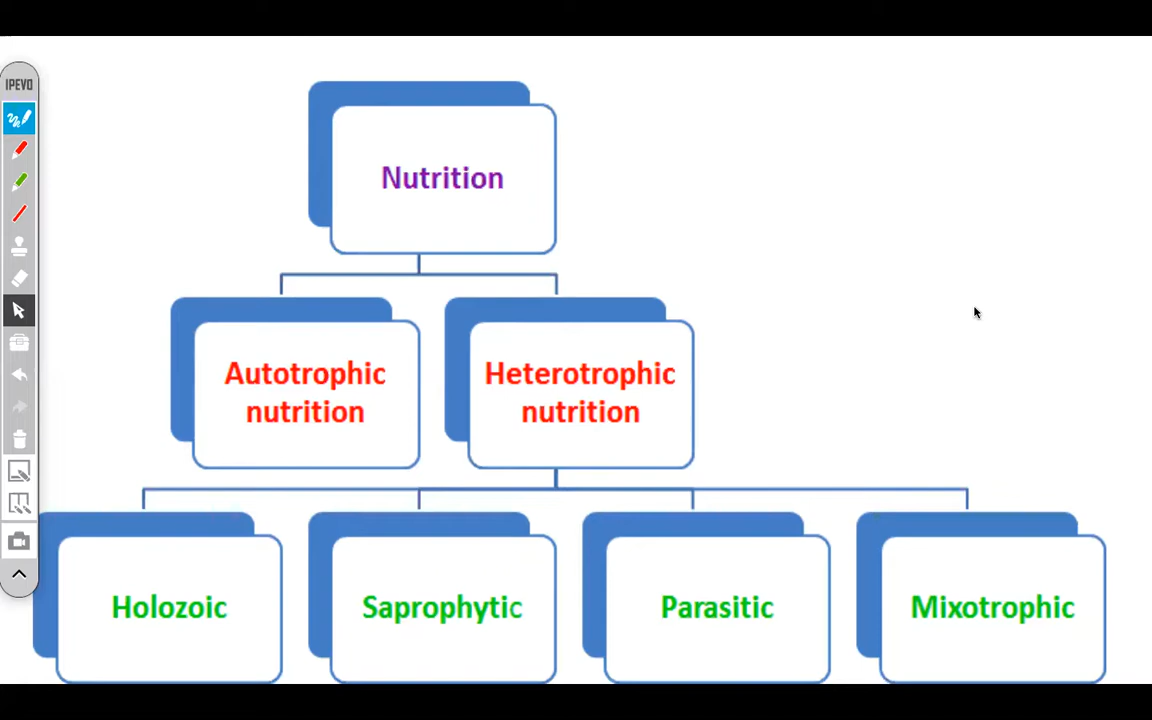 IPEVO
Nutrition
Autotrophic
nutrition
Heterotrophic
nutrition
Holozoic
Saprophytic
Parasitic
Mixotrophic